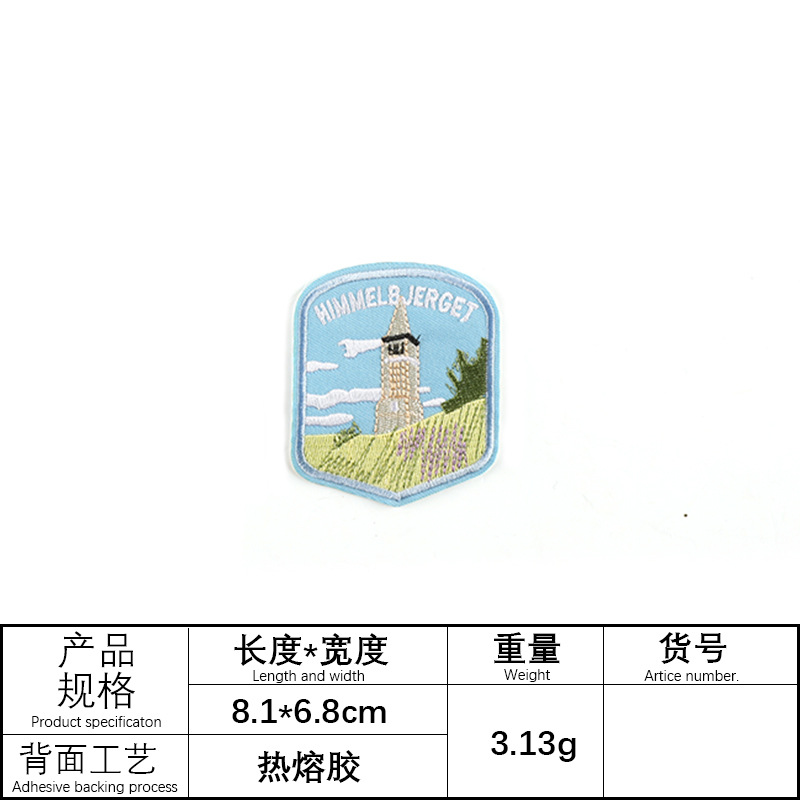 HIMMELBJERGET
产品
规格
Product specificaton
长度*宽度
Length and width
重量
Weight
货号
Artice number.
8.1*6.8cm
3.13g
背面工艺
Adhesive backing process
热熔胶